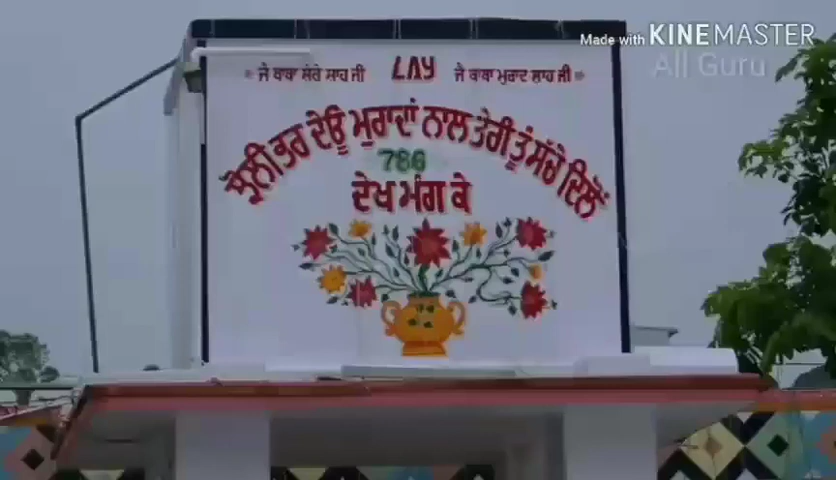 Made with KINEMASTER
All Guru
ਜੈ ਬਾਬਾ ਸ਼ੇਰੇ ਸ਼ਾਹ ਜੀ LAY ਜੈ ਬਾਬਾ ਮੁਰਾਦ ਸ਼ਾਹ ਜੀ
ਝੋਲੀ ਭਰ ਦੇਊ ਮੁਰਾਦਾਂ ਨਾਲ ਤੇਰੀ ਤੂੰ ਸੱਚੇ ਦਿਲੋਂ
786
ਦੇਖ ਮੰਗ ਕੇ